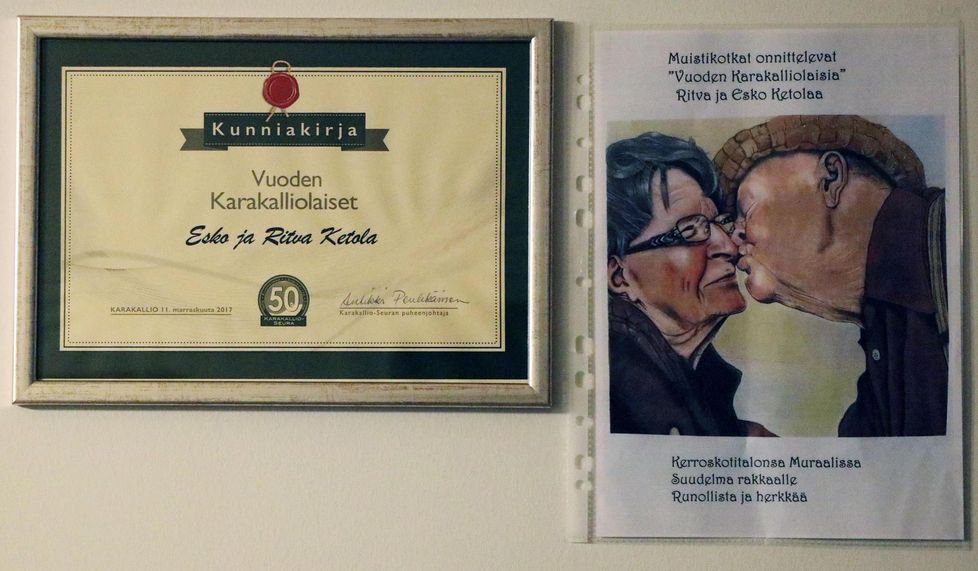 Kunniakirja
Vuoden
Karakalliolaiset
Esko ja Ritva Ketola
KARAKALLIO 11. marraskuuta 2017
50
KARAKALLIO-
SEURA
Karakallio-Seuran puheenjohtaja
Muistikotkat onnittelevat
"Vuoden Karakalliolaisia"
Ritva ja Esko Ketolaa
Kerroskotitalonsa Muraalissa
Suudelma rakkaalle
Runollista ja herkkää